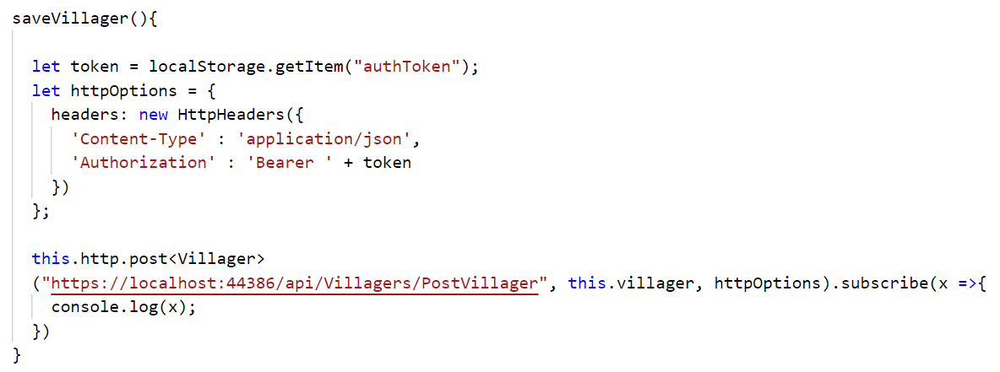 saveVillager(){
let token = localStorage.getItem("authToken");
let httpOptions = {
headers: new HttpHeaders({
'Content-Type' : 'application/json',
'Authorization' : 'Bearer ' + token
})
};
this.http.post<Villager>
("https://localhost:44386/api/Villagers/PostVillager", this.villager, httpOptions).subscribe(x =>{
console.log(x);
})
}